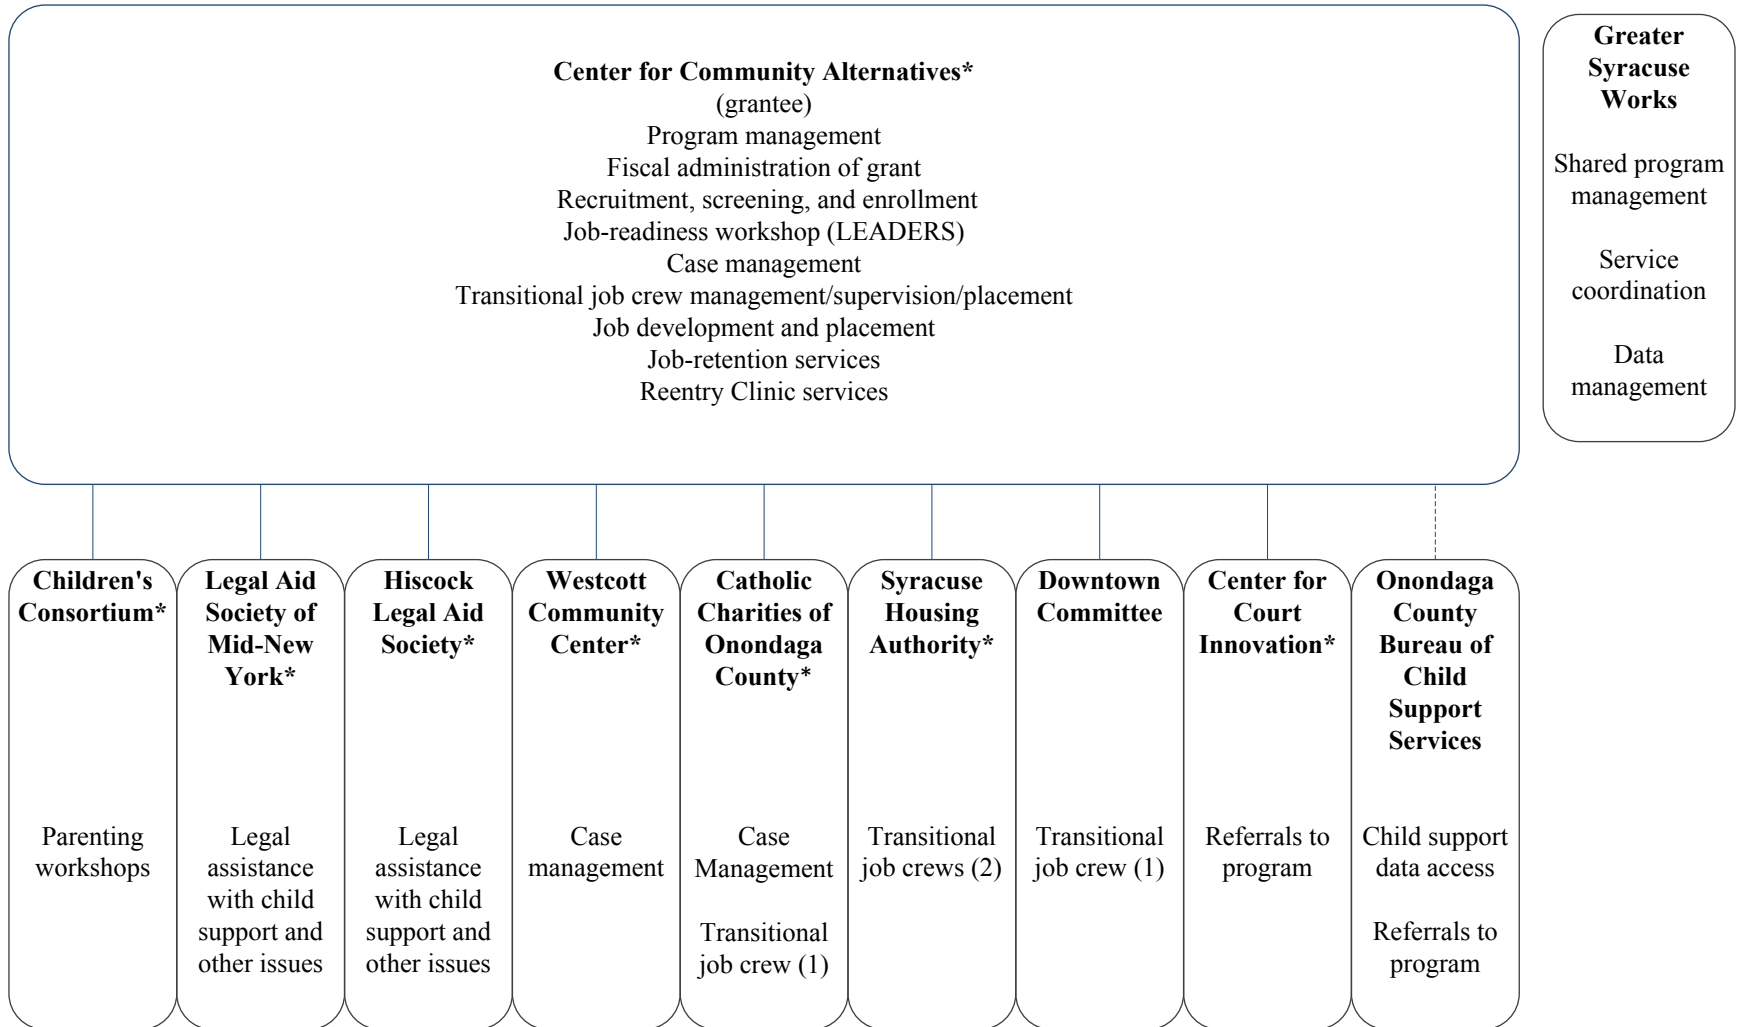 Center for Community Alternatives*
(grantee)
Program management
Fiscal administration of grant
Recruitment, screening, and enrollment
Job-readiness workshop (LEADERS)
Case management
Transitional job crew management/supervision/placement
Job development and placement
Job-retention services
Reentry Clinic services
Greater
Syracuse
Works
Shared program
management
Service
coordination
Data
management
Children's
Consortium*
Parenting
workshops
Legal Aid
Society of
Mid-New
York*
Legal
assistance
with child
support and
other issues
Hiscock
Legal Aid
Society*
Legal
assistance
with child
support and
other issues
Westcott
Community
Center*
Case
management
Catholic
Charities of
Onondaga
County*
Case
Management
Transitional
job crew (1)
Syracuse
Housing
Authority*
Transitional
job crews (2)
Downtown
Committee
Transitional
job crew (1)
Center for
Court
Innovation*
Referrals to
program
Onondaga
County
Bureau of
Child
Support
Services
Child support
data access
Referrals to
program